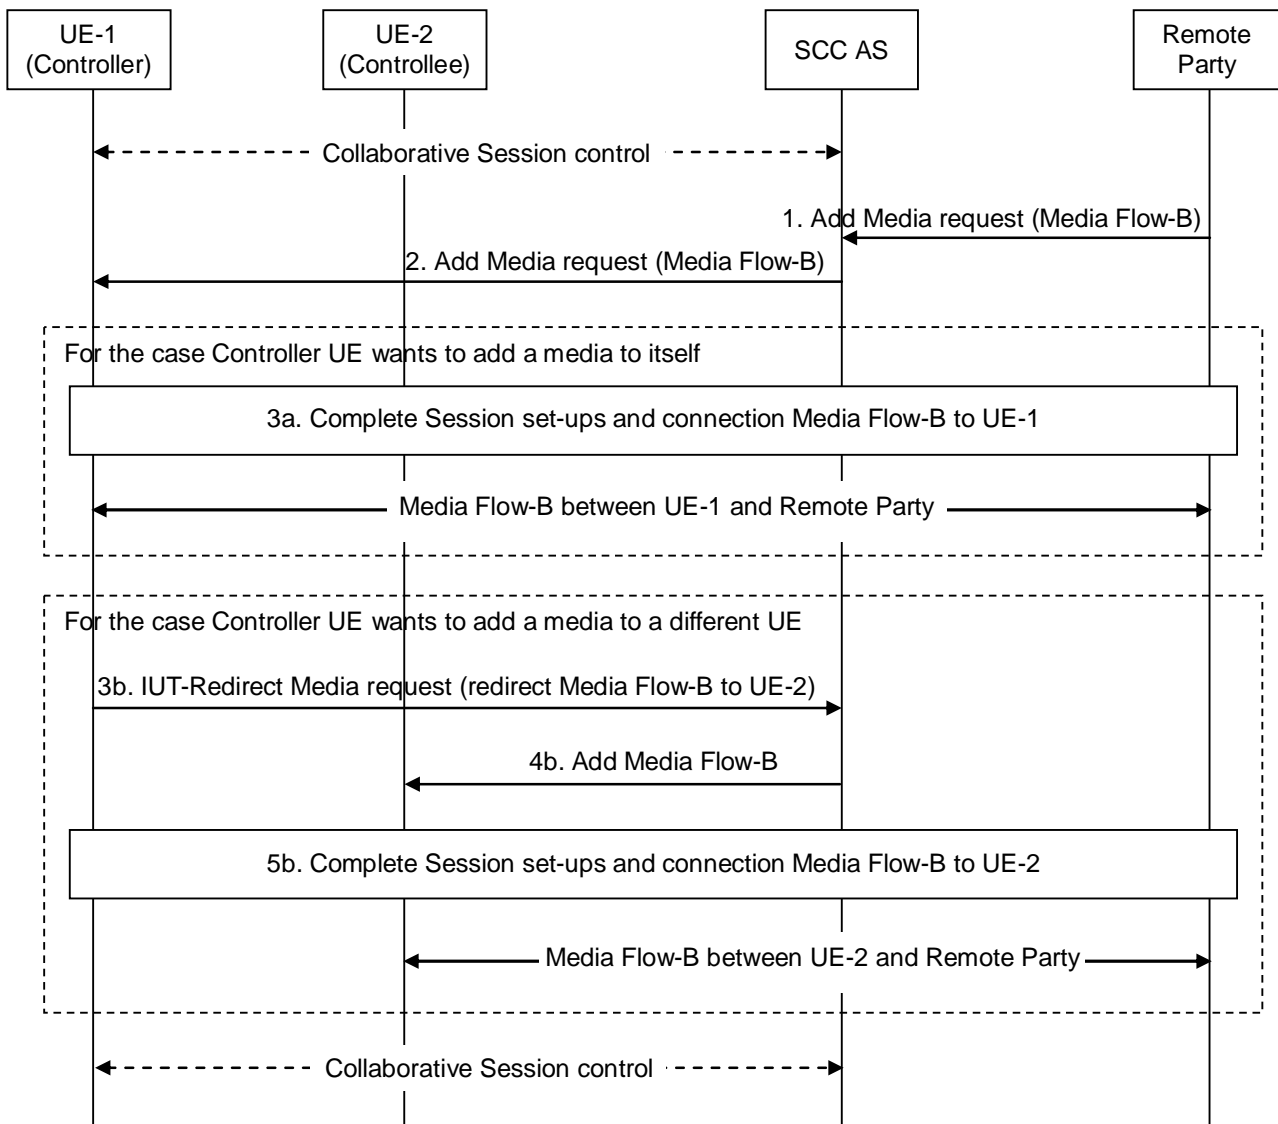 UE-1
(Controller)
UE-2
(Controllee)
SCC AS
Remote
Party
Collaborative Session control
1. Add Media request (Media Flow-B)
2. Add Media request (Media Flow-B)
For the case Controller UE wants to add a media to itself
3a. Complete Session set-ups and connection Media Flow-B to UE-1
Media Flow-B between UE-1 and Remote Party
For the case Controller UE wants to add a media to a different UE
3b. IUT-Redirect Media request (redirect Media Flow-B to UE-2)
4b. Add Media Flow-B
5b. Complete Session set-ups and connection Media Flow-B to UE-2
Media Flow-B between UE-2 and Remote Party
Collaborative Session control